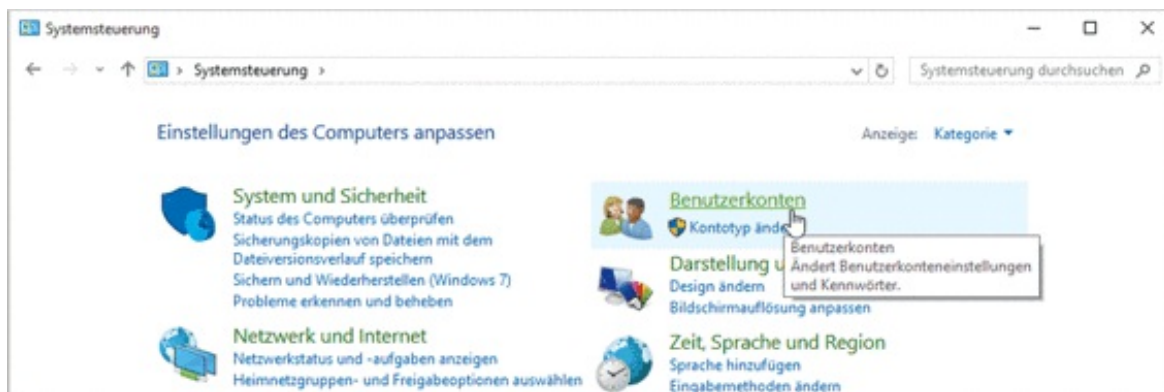 Systemsteuerung
Systemsteuerung
Systemsteuerung durchsuchen
Einstellungen des Computers anpassen
Anzeige: Kategorie
System und Sicherheit
Status des Computers überprüfen
Sicherungskopien von Dateien mit dem
Dateiversionsverlauf speichern
Sichern und Wiederherstellen (Windows 7)
Probleme erkennen und beheben
Netzwerk und Internet
Netzwerkstatus und -aufgaben anzeigen
Heimnetzgruppen- und Freigabeoptionen auswählen
Benutzerkonten
Kontotyp
Benutzerkonten
Ändert Benutzerkonteneinstellungen
und Kennwörter.
Darstellung
Design ändern
Bildschirmauflösung anpassen
Zeit, Sprache und Region
Sprache hinzufügen
Eingabemethoden ändern